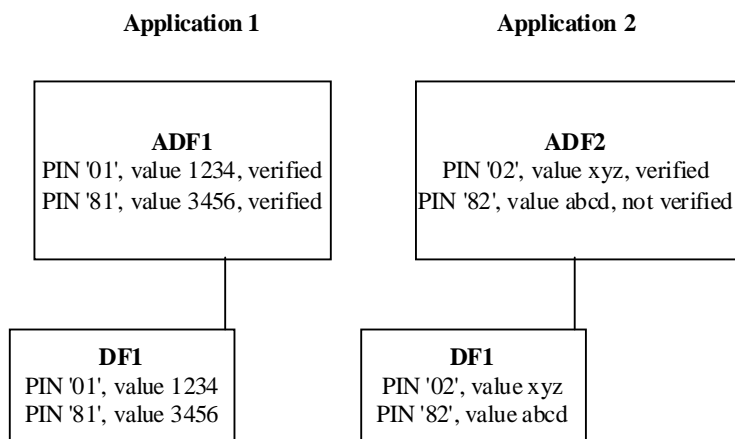 Application 1
Application 2
ADF1
PIN '01', value 1234, verified
PIN '81', value 3456, verified
ADF2
PIN '02', value xyz, verified
PIN '82', value abcd, not verified
DF1
PIN '01', value 1234
PIN '81', value 3456
DF1
PIN '02', value xyz
PIN '82', value abcd